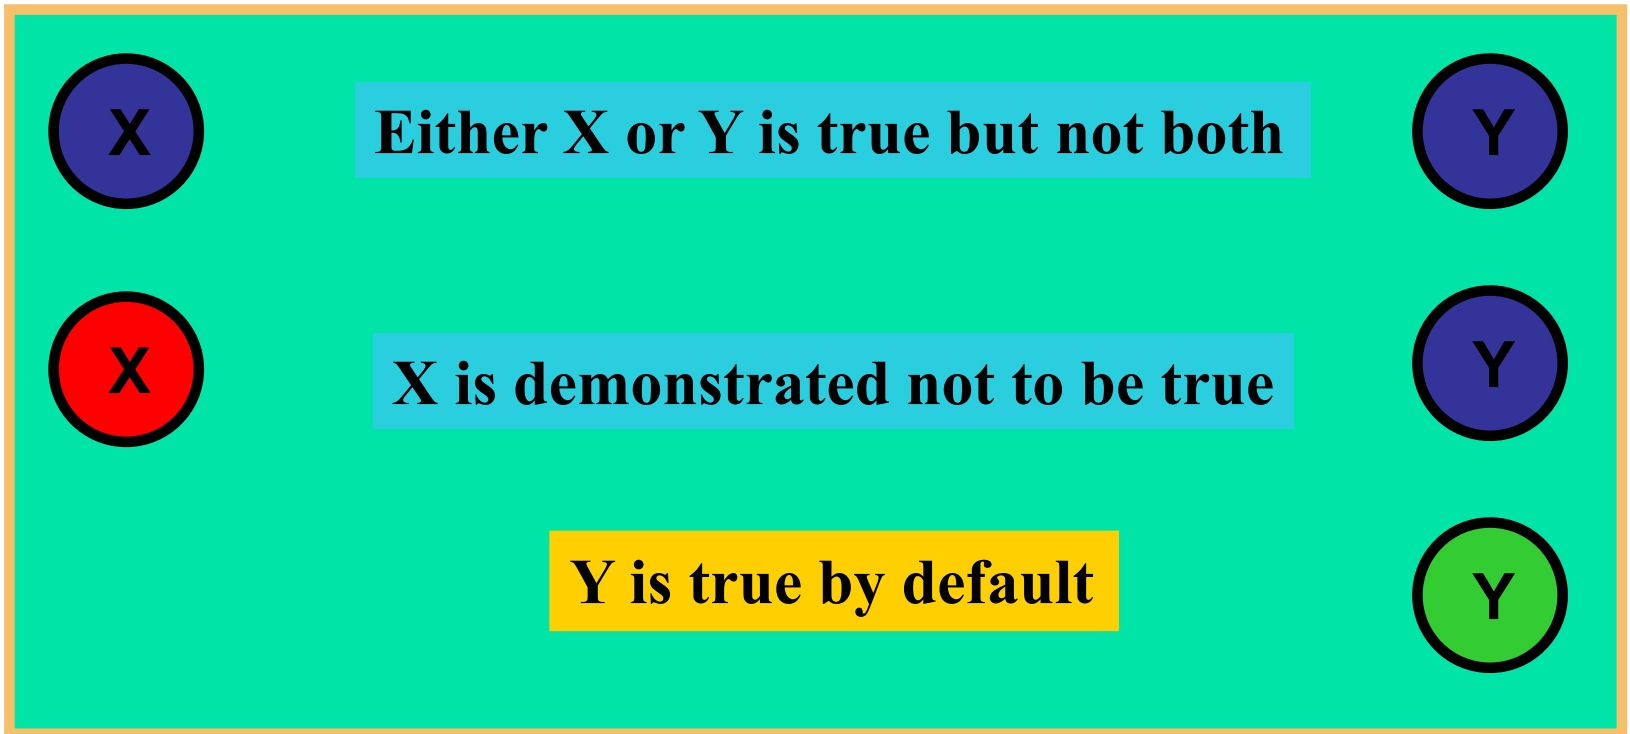 X Either X or Y is true but not both Y
X X is demonstrated not to be true Y
Y is true by default Y